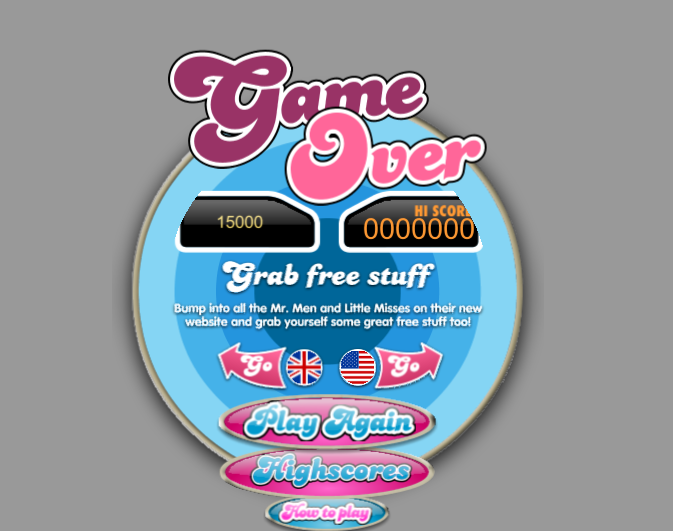 Game
Over
15000
HI SCORE
0000000
Grab free stuff
Bump into all the Mr. Men and Little Misses on their new
website and grab yourself some great free stuff too!
Go
Go
Play Again
Highscores
How to play